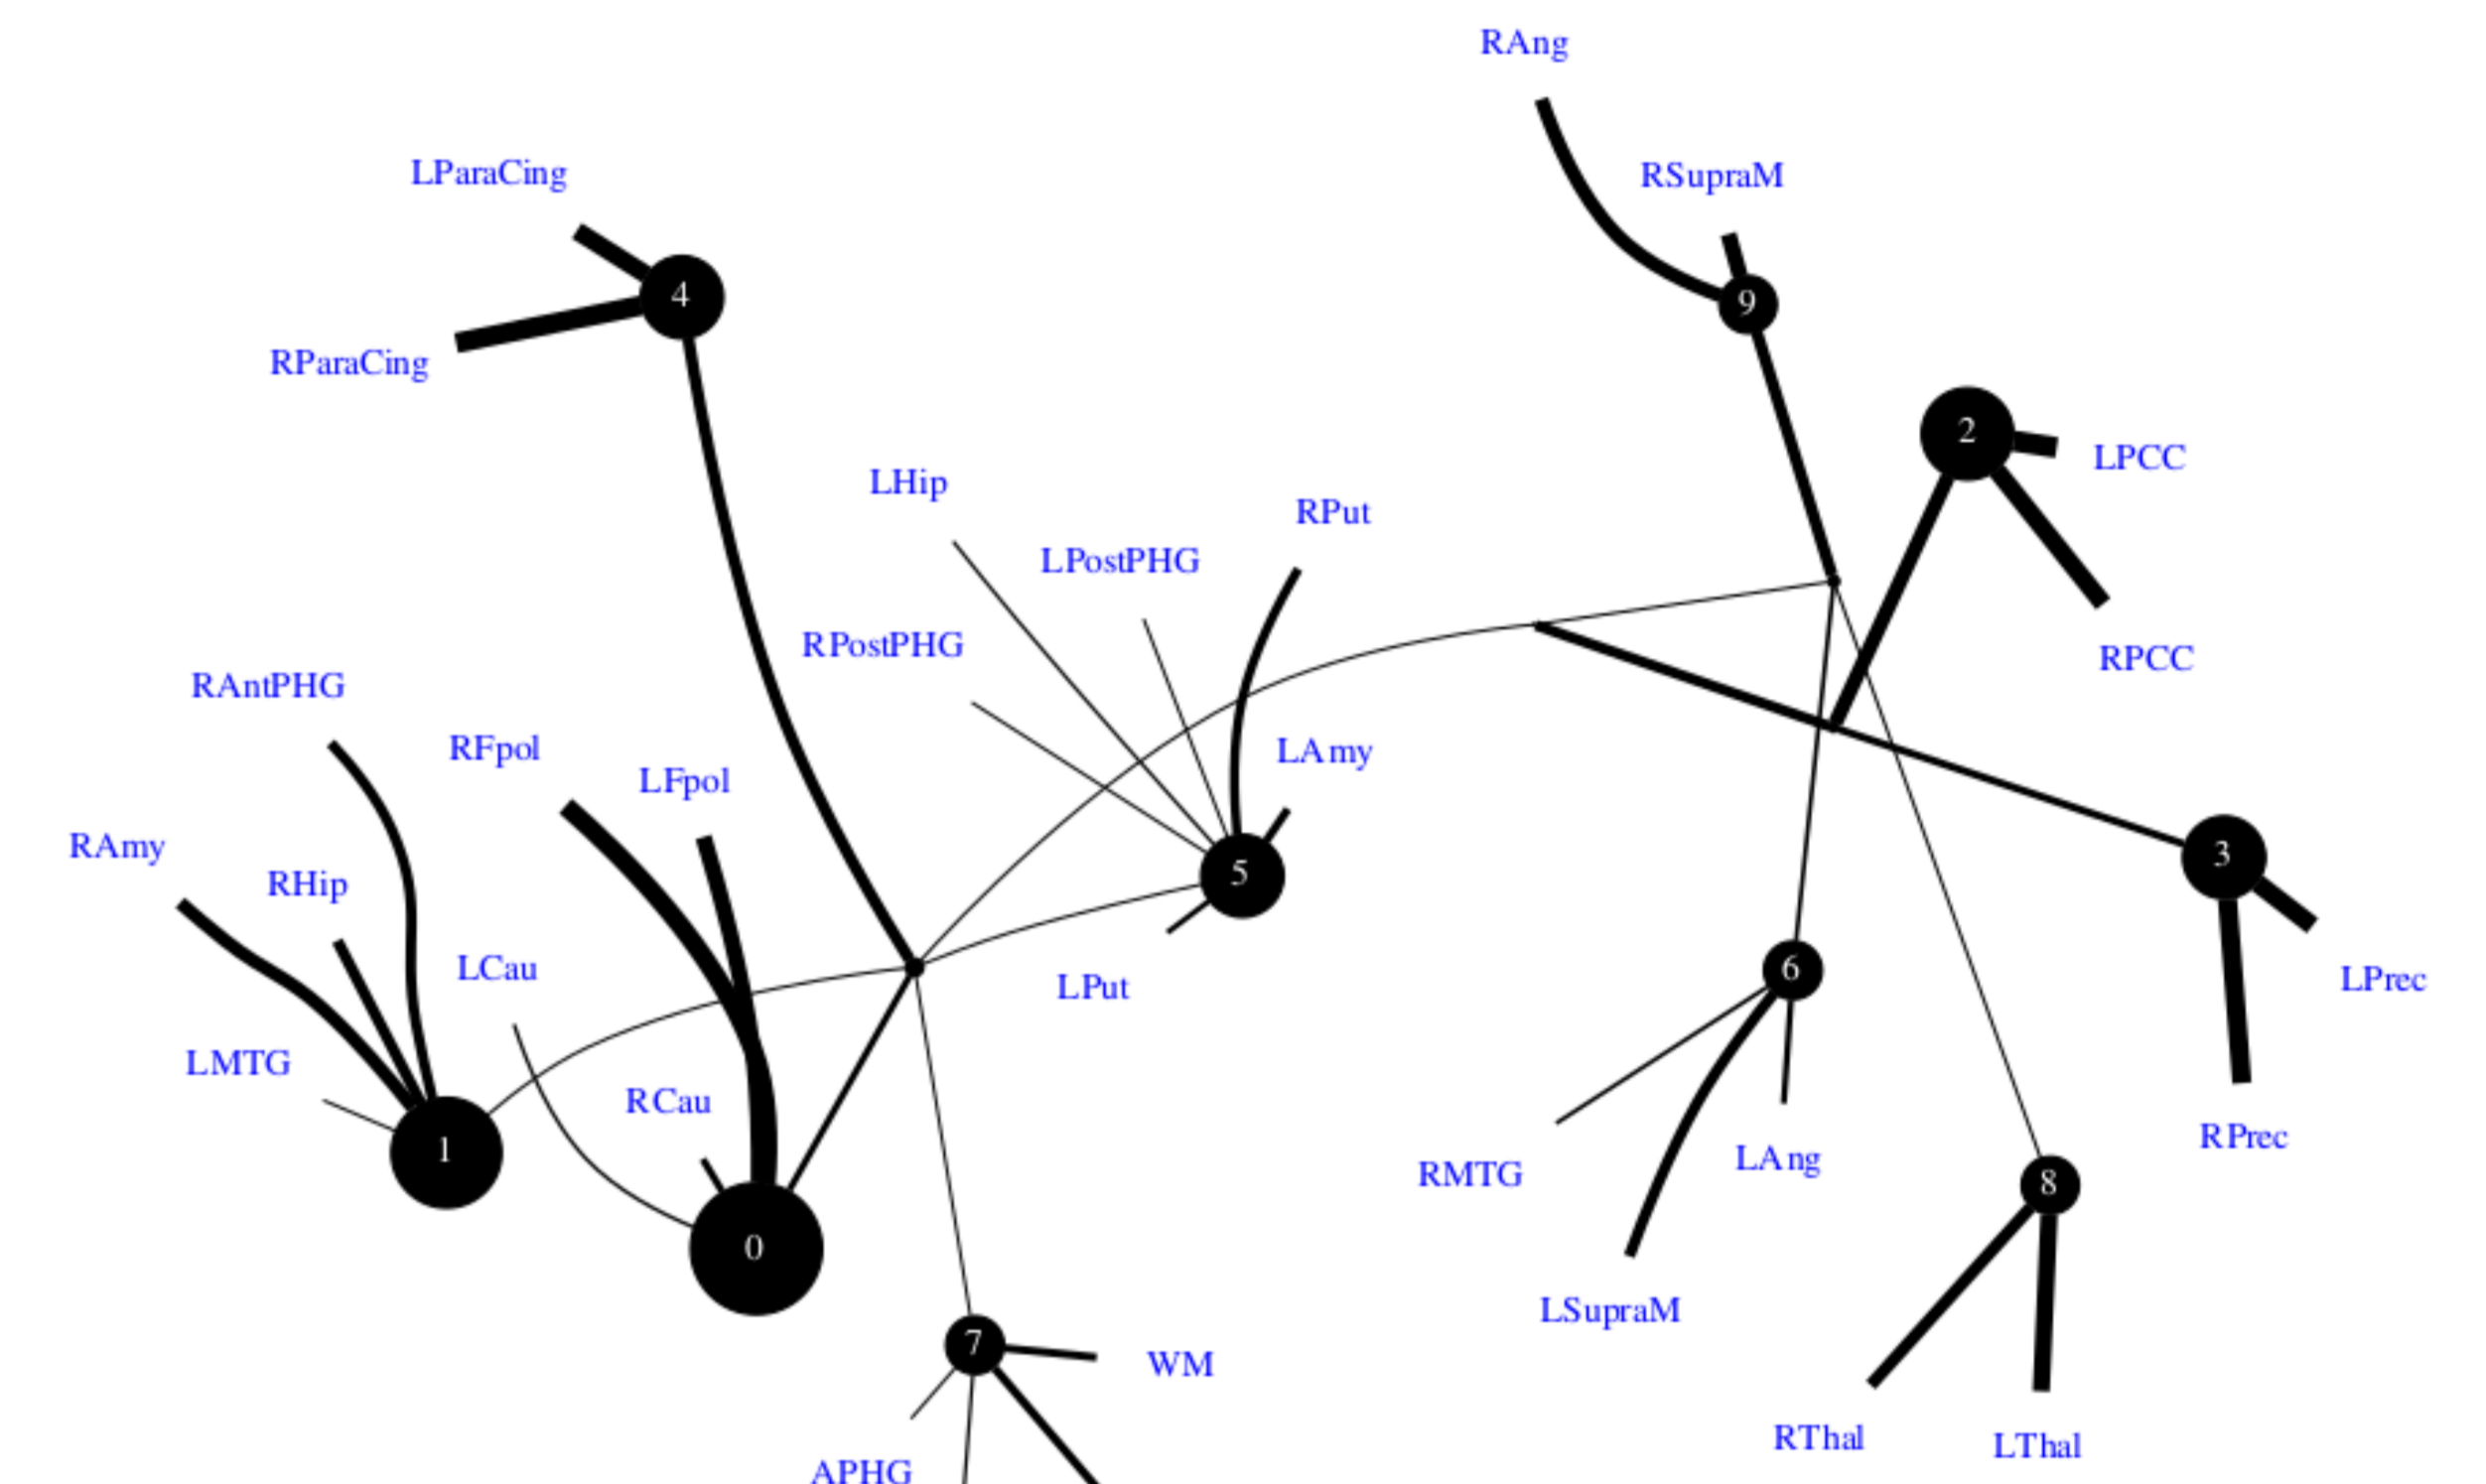 RAng
LParaCing
RSupraM
4
9
RParaCing
2
LPCC
LHip
RPut
LPostPHG
RPostPHG
RPCC
RAntPHG
RFpol
LAmy
LFpol
RAmy
3
RHip
5
LCau
6
LPrec
LPut
LMTG
RCau
RPrec
1
LAng
RMTG
8
0
LSupraM
7
WM
RThal
LThal
APHG